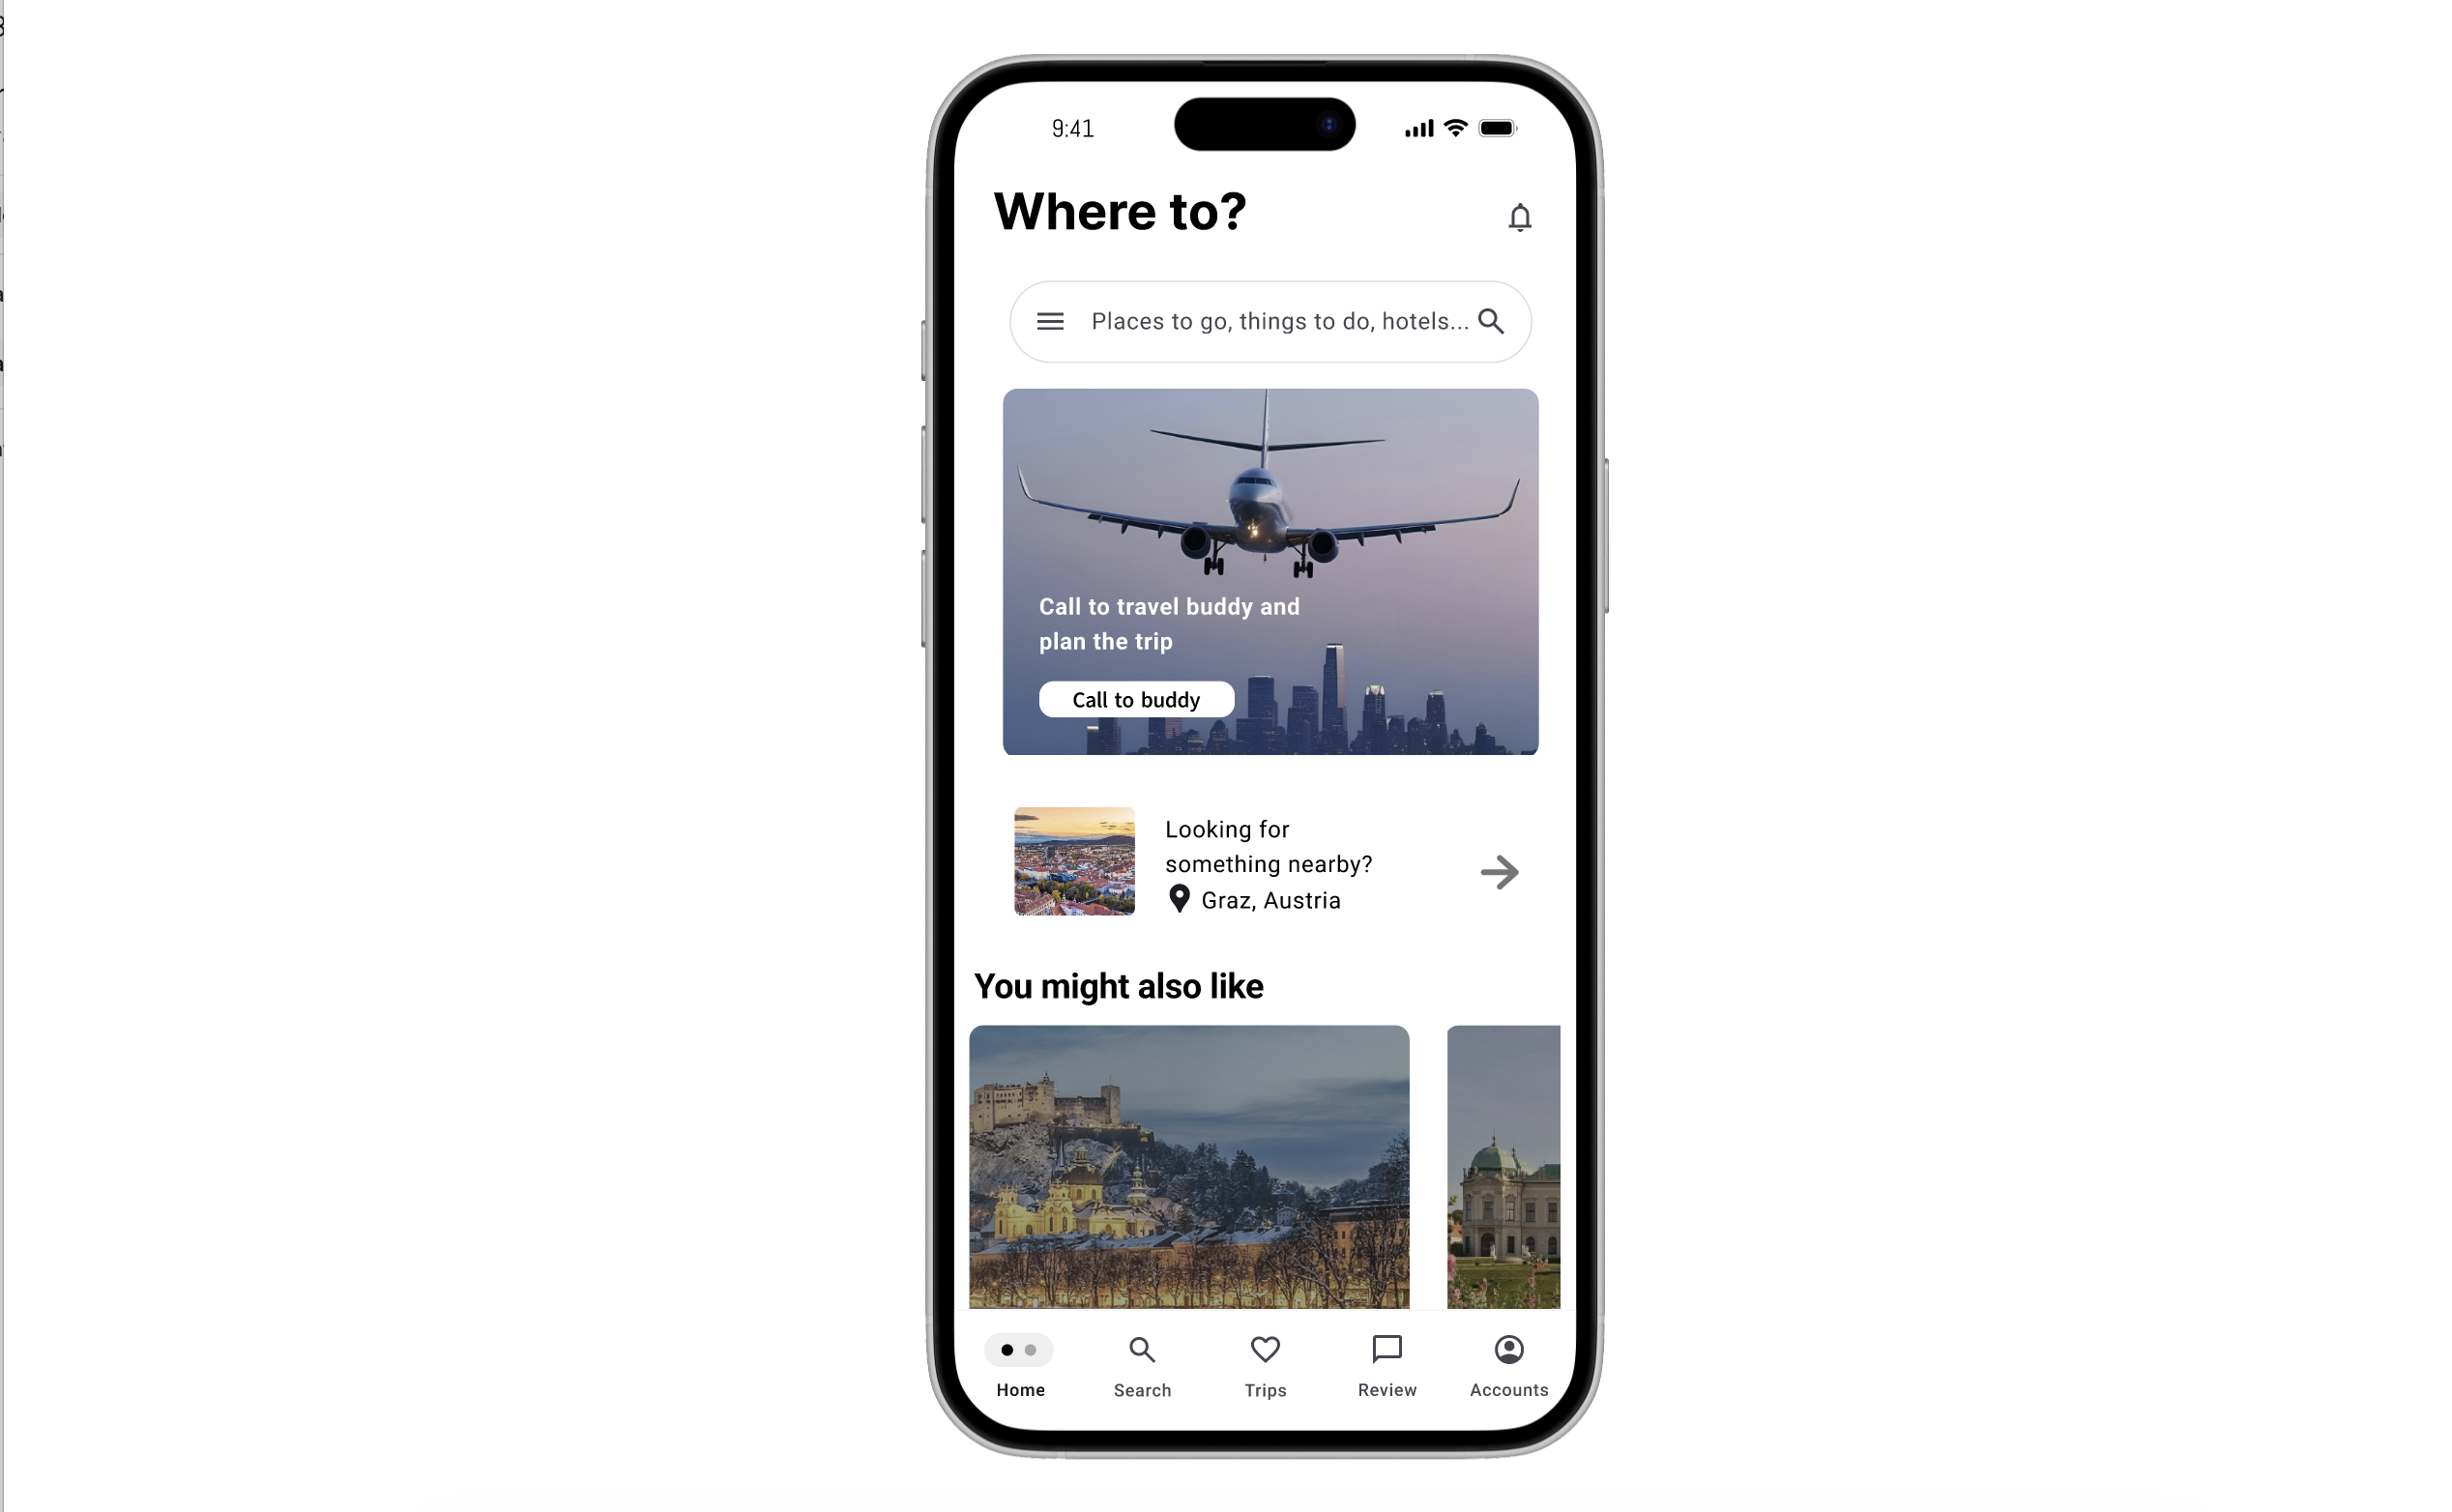 9:41
Where to?
Places to go, things to do, hotels...
Call to travel buddy and
plan the trip
Call to buddy
Looking for
something nearby?
Graz, Austria
You might also like
Home
Search
Trips
Review
Accounts